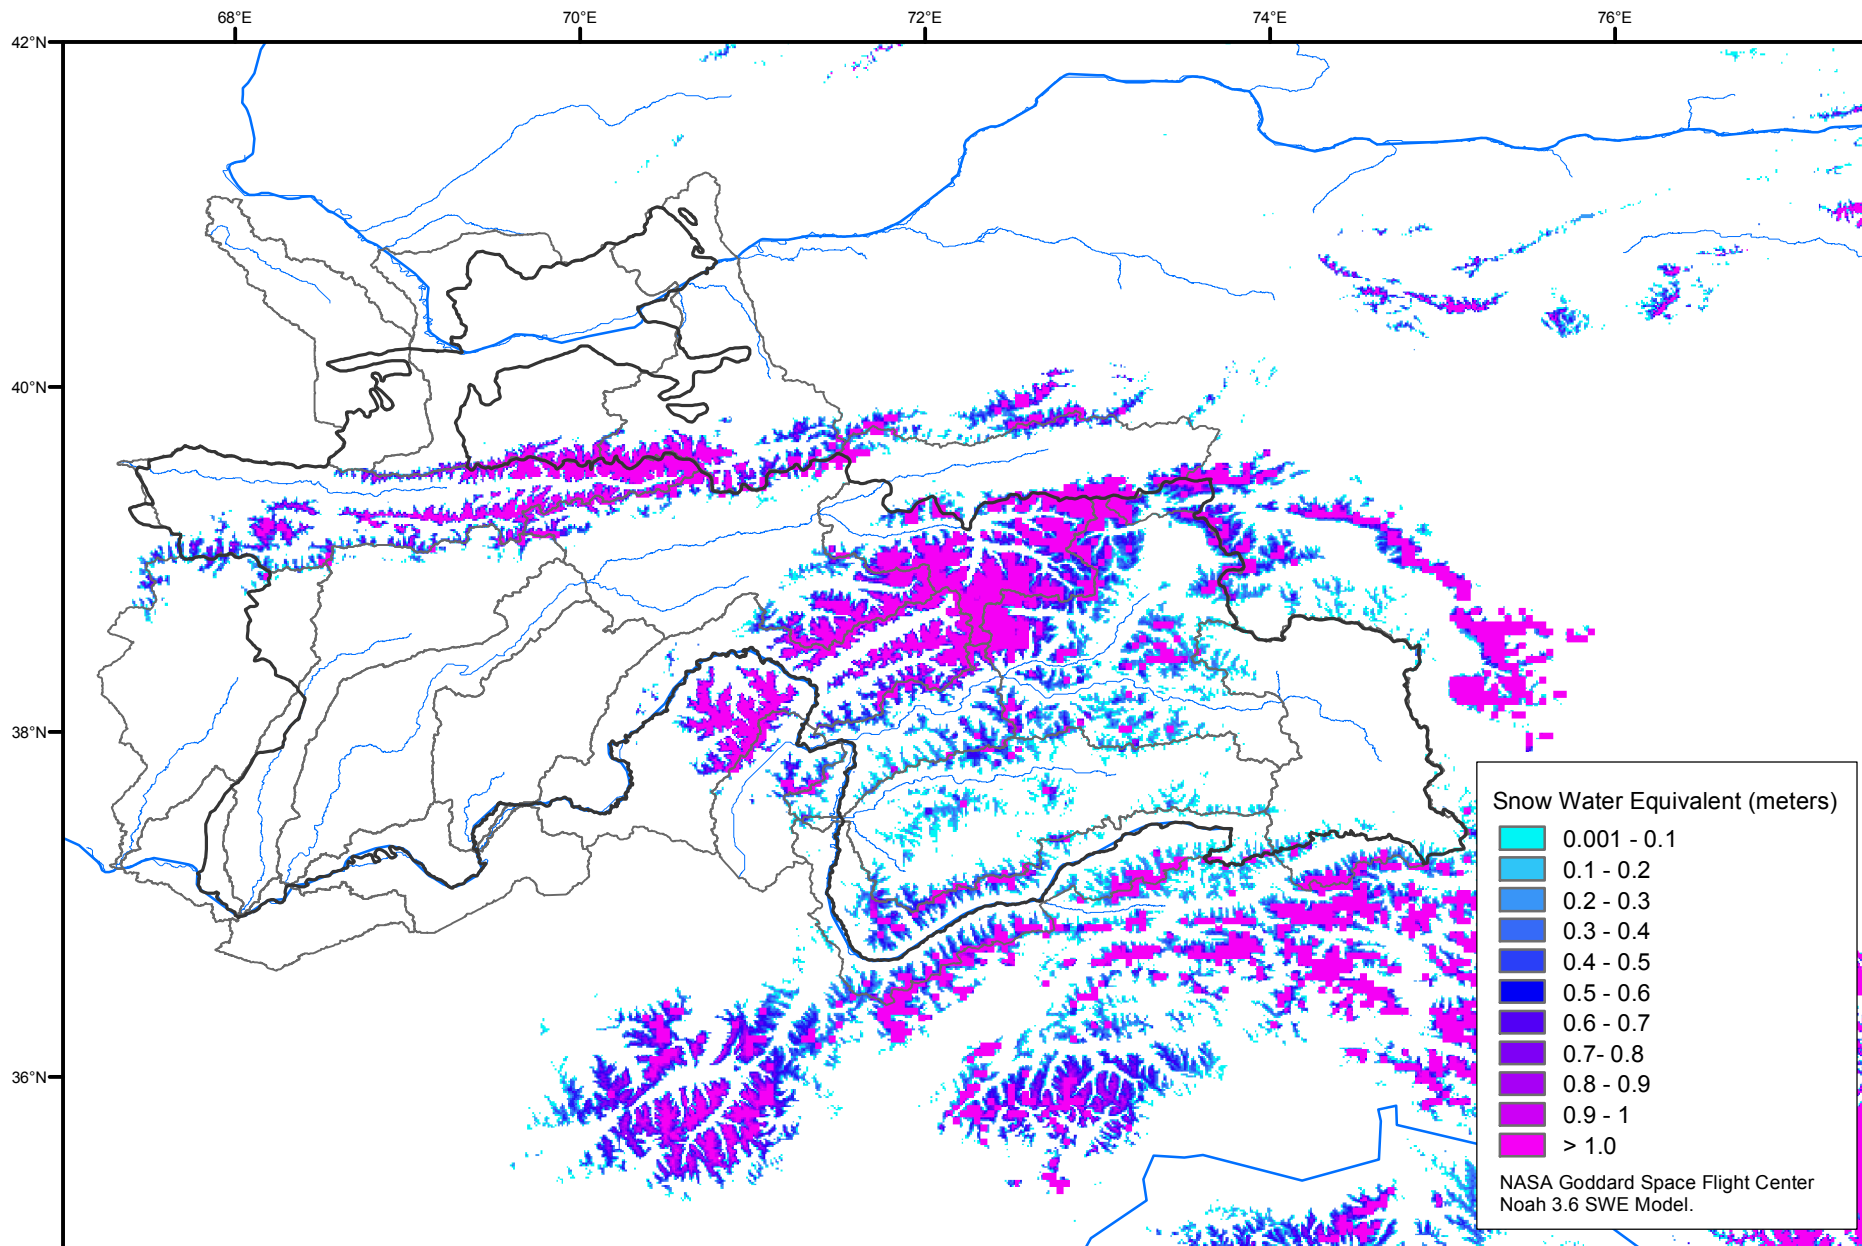 68°E 70°E 72°E 74°E 76°E
42°N
40°N
38°N
36°N
Snow Water Equivalent (meters)
0.001 - 0.1
0.1 - 0.2
0.2 - 0.3
0.3 - 0.4
0.4 - 0.5
0.5 - 0.6
0.6 - 0.7
0.7- 0.8
0.8 - 0.9
0.9 - 1
> 1.0
NASA Goddard Space Flight Center
Noah 3.6 SWE Model.